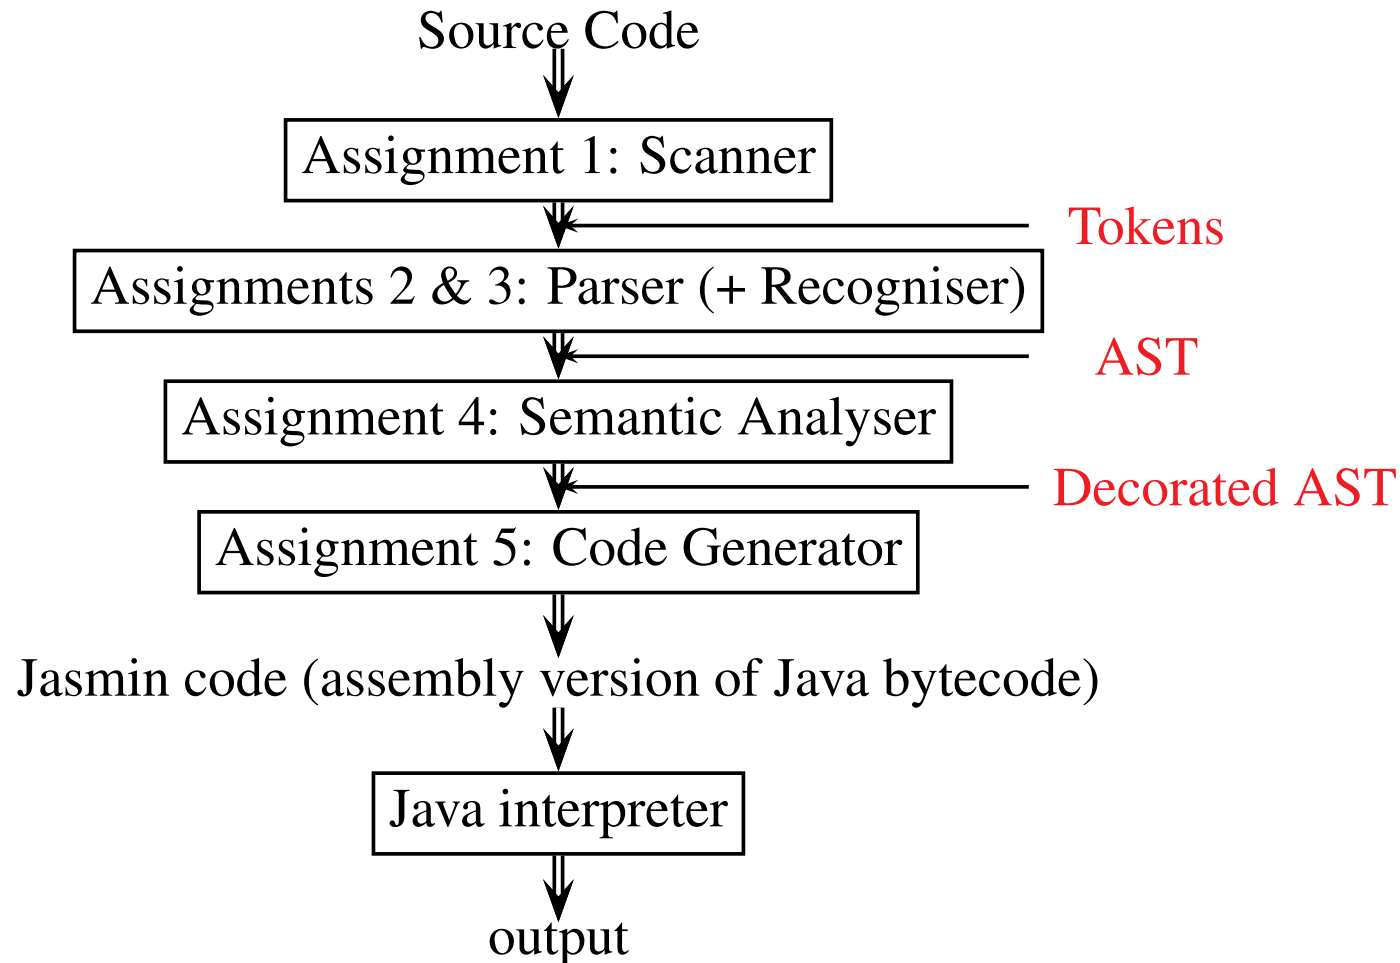 Source Code
Assignment 1: Scanner
Tokens
Assignments 2 & 3: Parser (+ Recogniser)
AST
Assignment 4: Semantic Analyser
Decorated AST
Assignment 5: Code Generator
Jasmin code (assembly version of Java bytecode)
Java interpreter
output